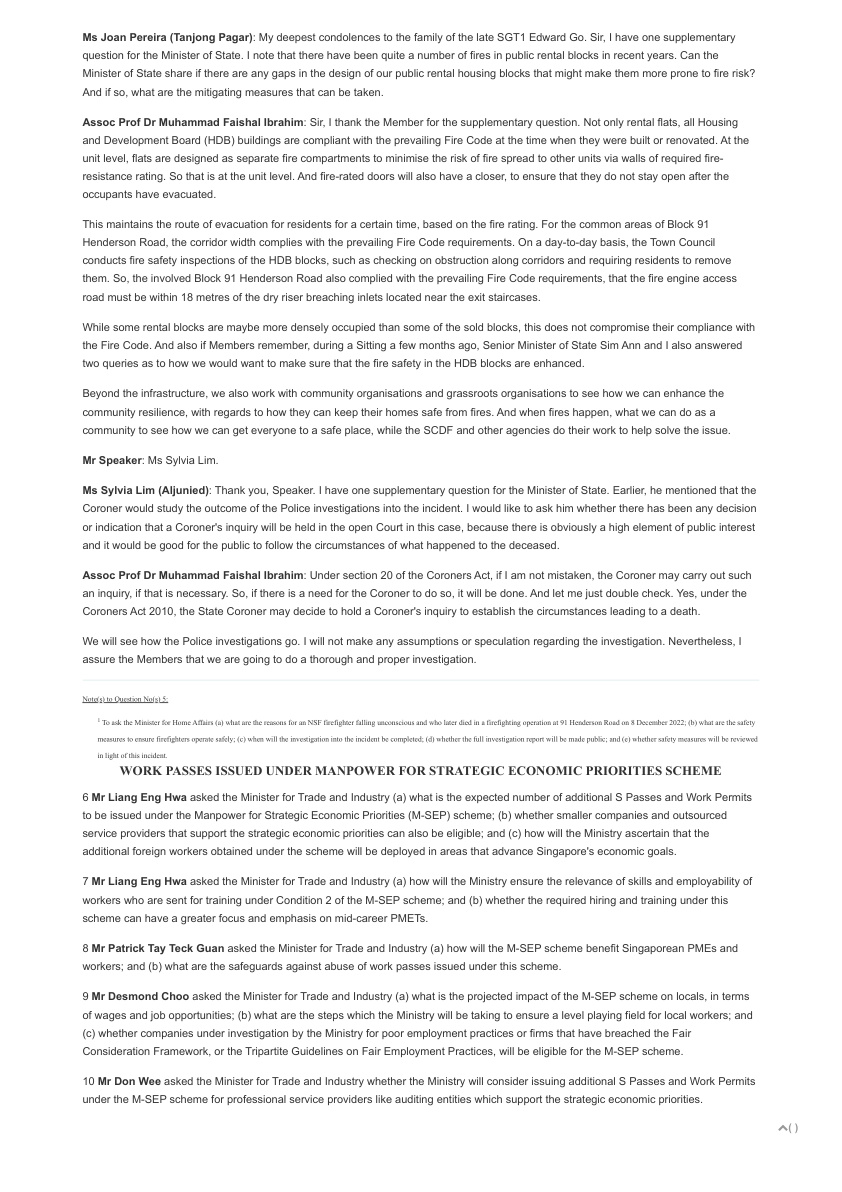 Ms Joan Pereira (Tanjong Pagar): My deepest condolences to the family of the late SGT1 Edward Go. Sir, I have one supplementary
question for the Minister of State. I note that there have been quite a number of fires in public rental blocks in recent years. Can the
Minister of State share if there are any gaps in the design of our public rental housing blocks that might make them more prone to fire risk?
And if so, what are the mitigating measures that can be taken.
Assoc Prof Dr Muhammad Faishal Ibrahim: Sir, I thank the Member for the supplementary question. Not only rental flats, all Housing
and Development Board (HDB) buildings are compliant with the prevailing Fire Code at the time when they were built or renovated. At the
unit level, flats are designed as separate fire compartments to minimise the risk of fire spread to other units via walls of required fire-
resistance rating. So that is at the unit level. And fire-rated doors will also have a closer, to ensure that they do not stay open after the
occupants have evacuated.
This maintains the route of evacuation for residents for a certain time, based on the fire rating. For the common areas of Block 91
Henderson Road, the corridor width complies with the prevailing Fire Code requirements. On a day-to-day basis, the Town Council
conducts fire safety inspections of the HDB blocks, such as checking on obstruction along corridors and requiring residents to remove
them. So, the involved Block 91 Henderson Road also complied with the prevailing Fire Code requirements, that the fire engine access
road must be within 18 metres of the dry riser breaching inlets located near the exit staircases.
While some rental blocks are maybe more densely occupied than some of the sold blocks, this does not compromise their compliance with
the Fire Code. And also if Members remember, during a Sitting a few months ago, Senior Minister of State Sim Ann and I also answered
two queries as to how we would want to make sure that the fire safety in the HDB blocks are enhanced.
Beyond the infrastructure, we also work with community organisations and grassroots organisations to see how we can enhance the
community resilience, with regards to how they can keep their homes safe from fires. And when fires happen, what we can do as a
community to see how we can get everyone to a safe place, while the SCDF and other agencies do their work to help solve the issue.
Mr Speaker: Ms Sylvia Lim.
Ms Sylvia Lim (Aljunied): Thank you, Speaker. I have one supplementary question for the Minister of State. Earlier, he mentioned that the
Coroner would study the outcome of the Police investigations into the incident. I would like to ask him whether there has been any decision
or indication that a Coroner's inquiry will be held in the open Court in this case, because there is obviously a high element of public interest
and it would be good for the public to follow the circumstances of what happened to the deceased.
Assoc Prof Dr Muhammad Faishal Ibrahim: Under section 20 of the Coroners Act, if I am not mistaken, the Coroner may carry out such
an inquiry, if that is necessary. So, if there is a need for the Coroner to do so, it will be done. And let me just double check. Yes, under the
Coroners Act 2010, the State Coroner may decide to hold a Coroner's inquiry to establish the circumstances leading to a death.
We will see how the Police investigations go. I will not make any assumptions or speculation regarding the investigation. Nevertheless, I
assure the Members that we are going to do a thorough and proper investigation.
Note(s) to Question No(s) 5:
1 To ask the Minister for Home Affairs (a) what are the reasons for an NSF firefighter falling unconscious and who later died in a firefighting operation at 91 Henderson Road on 8 December 2022; (b) what are the safety
measures to ensure firefighters operate safely; (c) when will the investigation into the incident be completed; (d) whether the full investigation report will be made public; and (e) whether safety measures will be reviewed
in light of this incident.
WORK PASSES ISSUED UNDER MANPOWER FOR STRATEGIC ECONOMIC PRIORITIES SCHEME
6 Mr Liang Eng Hwa asked the Minister for Trade and Industry (a) what is the expected number of additional S Passes and Work Permits
to be issued under the Manpower for Strategic Economic Priorities (M-SEP) scheme; (b) whether smaller companies and outsourced
service providers that support the strategic economic priorities can also be eligible; and (c) how will the Ministry ascertain that the
additional foreign workers obtained under the scheme will be deployed in areas that advance Singapore's economic goals.
7 Mr Liang Eng Hwa asked the Minister for Trade and Industry (a) how will the Ministry ensure the relevance of skills and employability of
workers who are sent for training under Condition 2 of the M-SEP scheme; and (b) whether the required hiring and training under this
scheme can have a greater focus and emphasis on mid-career PMETs.
8 Mr Patrick Tay Teck Guan asked the Minister for Trade and Industry (a) how will the M-SEP scheme benefit Singaporean PMEs and
workers; and (b) what are the safeguards against abuse of work passes issued under this scheme.
9 Mr Desmond Choo asked the Minister for Trade and Industry (a) what is the projected impact of the M-SEP scheme on locals, in terms
of wages and job opportunities; (b) what are the steps which the Ministry will be taking to ensure a level playing field for local workers; and
(c) whether companies under investigation by the Ministry for poor employment practices or firms that have breached the Fair
Consideration Framework, or the Tripartite Guidelines on Fair Employment Practices, will be eligible for the M-SEP scheme.
10 Mr Don Wee asked the Minister for Trade and Industry whether the Ministry will consider issuing additional S Passes and Work Permits
under the M-SEP scheme for professional service providers like auditing entities which support the strategic economic priorities.
( )